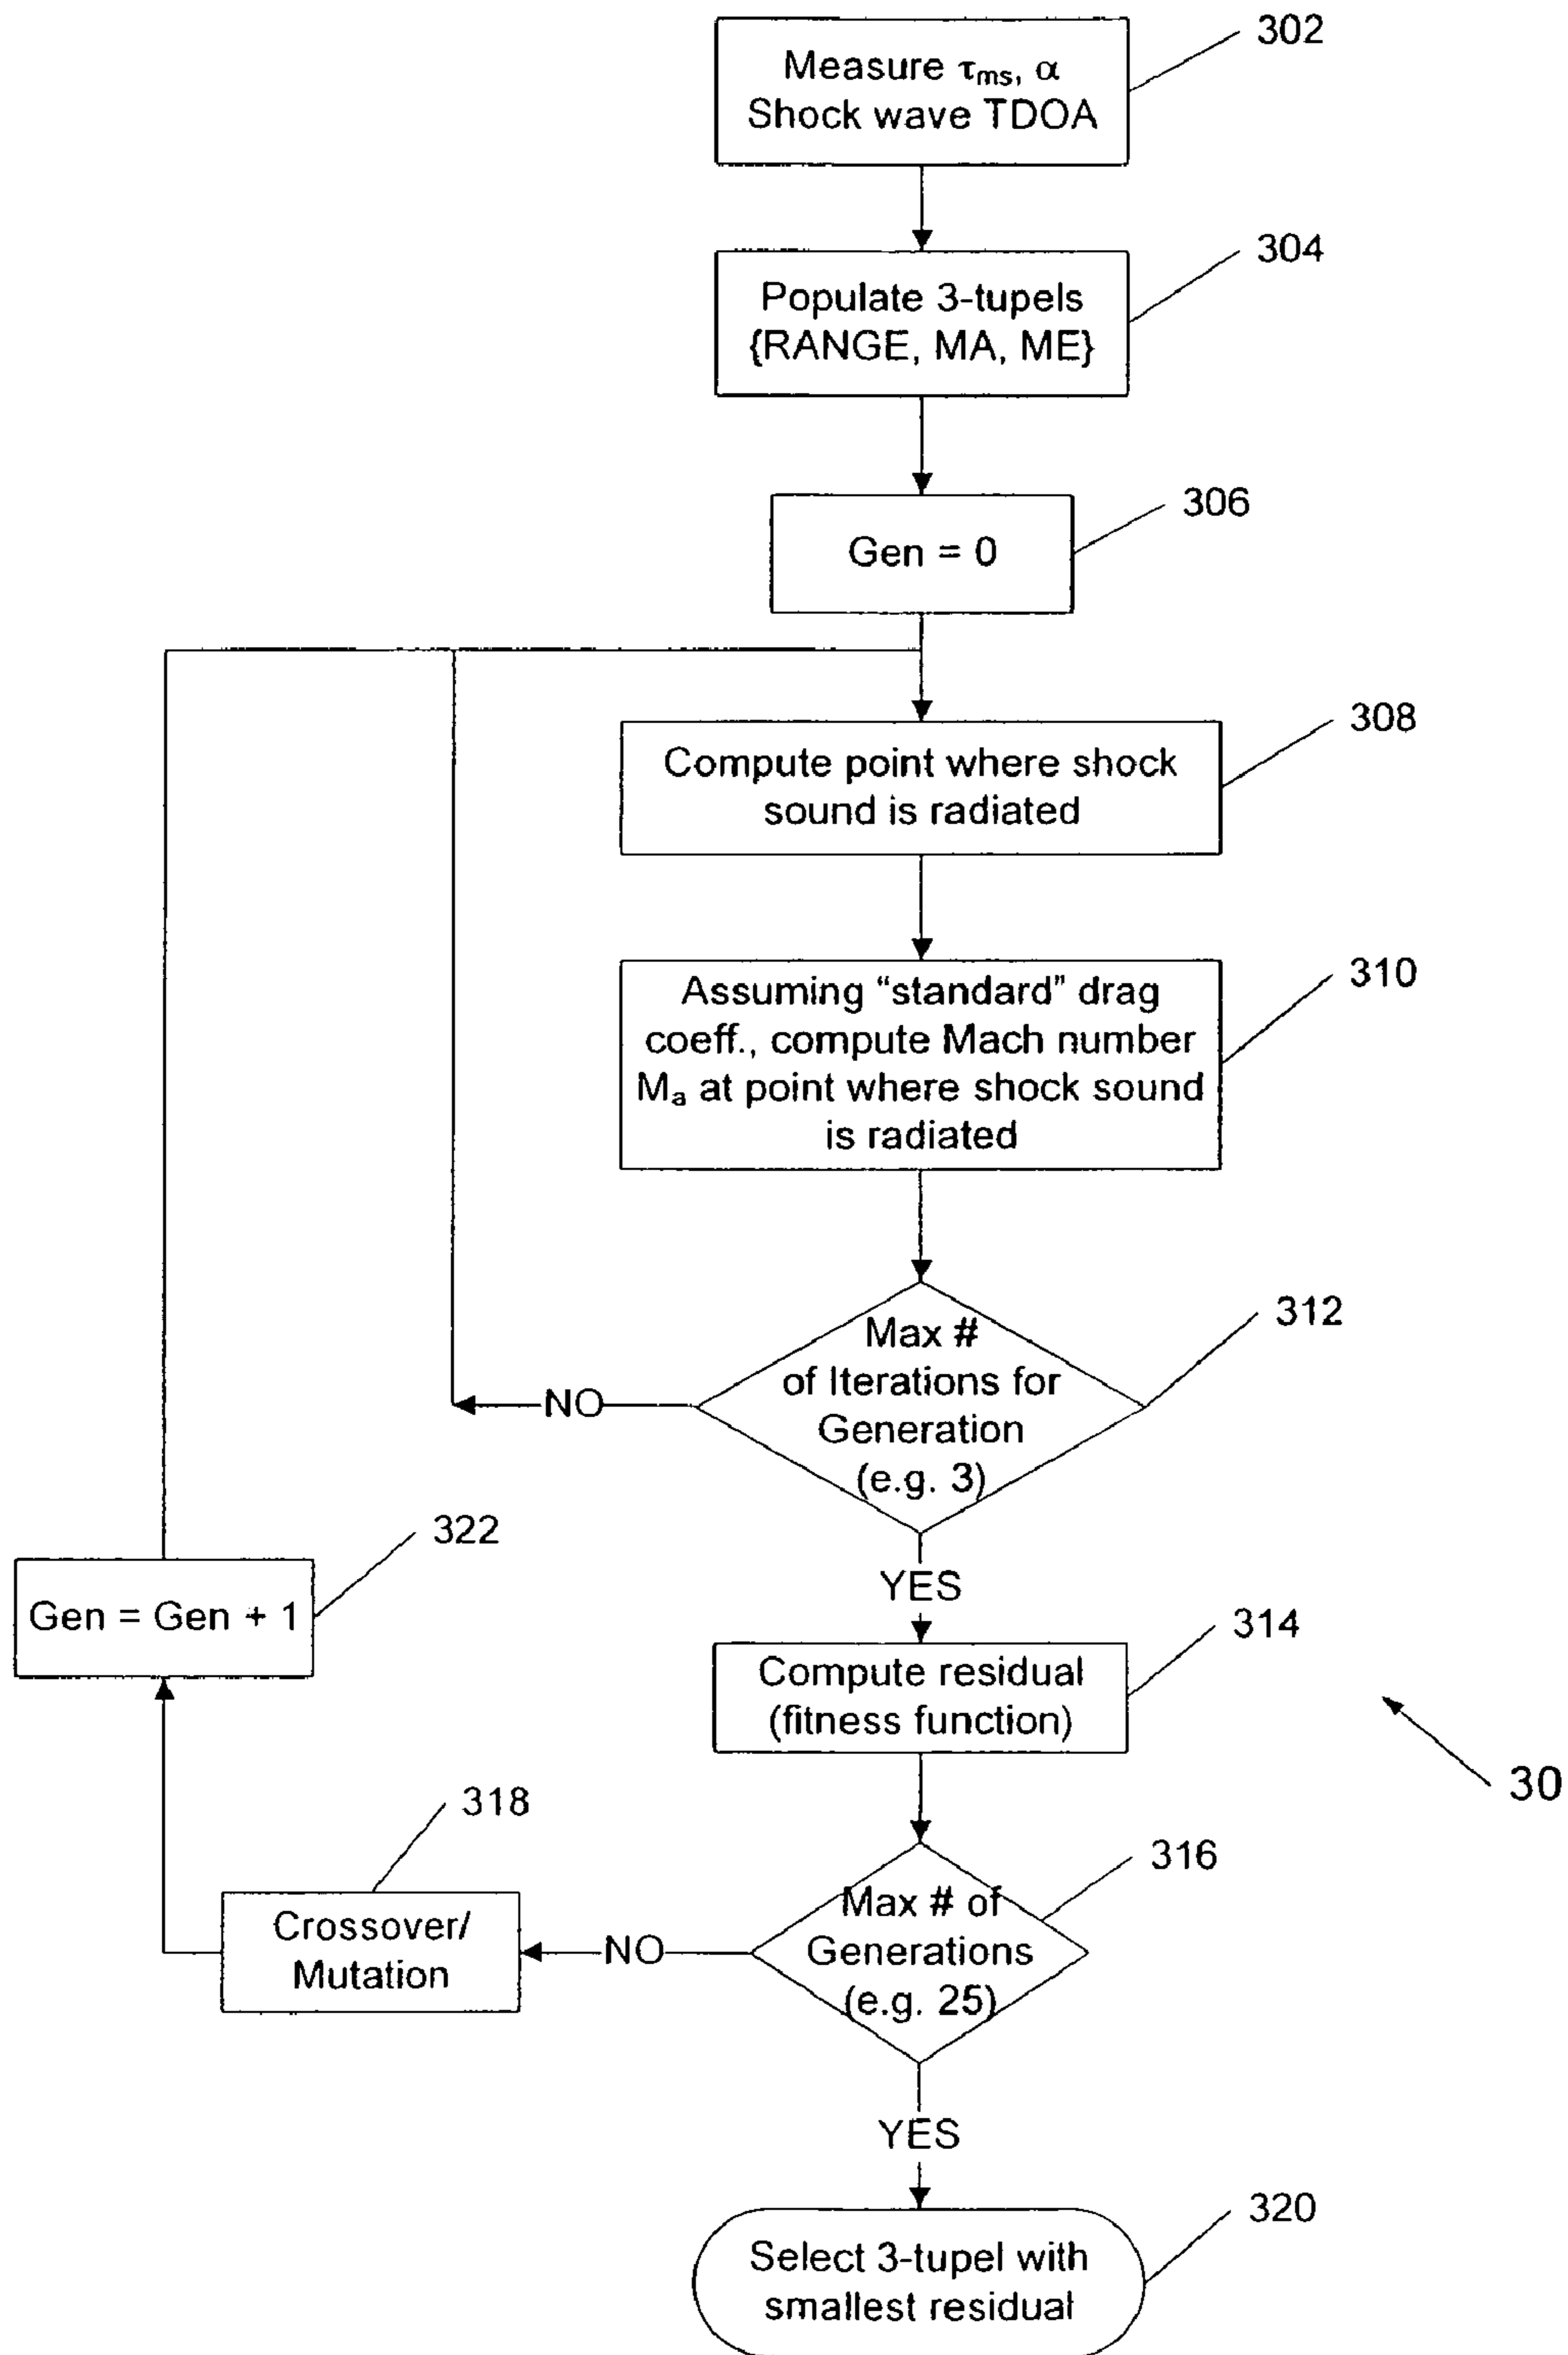 302
Measure τms, α
Shock wave TDOA
304
Populate 3-tupels
{RANGE, MA, ME}
306
Gen = 0
308
Compute point where shock
sound is radiated
310
Assuming “standard” drag
coeff., compute Mach number
Ma at point where shock sound
is radiated
312
Max #
of Iterations for
Generation
(e.g. 3)
NO
YES
322
Gen = Gen + 1
314
Compute residual
(fitness function)
30
318
Crossover/
Mutation
316
Max # of
Generations
(e.g. 25)
NO
YES
320
Select 3-tupel with
smallest residual